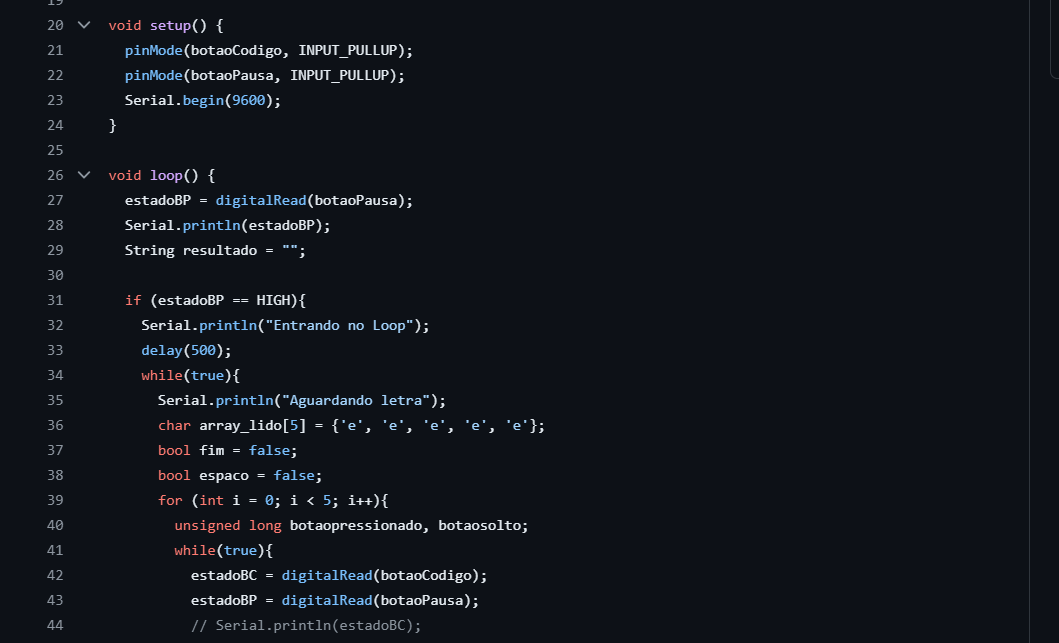 19
20 void setup() {
21 pinMode(botaoCodigo, INPUT_PULLUP);
22 pinMode(botaoPausa, INPUT_PULLUP);
23 Serial.begin(9600);
24 }
25
26 void loop() {
27 estadoBP = digitalRead(botaoPausa);
28 Serial.println(estadoBP);
29 String resultado = "";
30
31 if (estadoBP == HIGH){
32 Serial.println("Entrando no Loop");
33 delay(500);
34 while(true){
35 Serial.println("Aguardando letra");
36 char array_lido[5] = {'e', 'e', 'e', 'e', 'e'};
37 bool fim = false;
38 bool espaco = false;
39 for (int i = 0; i < 5; i++){
40 unsigned long botaopressionado, botaosolto;
41 while(true){
42 estadoBC = digitalRead(botaoCodigo);
43 estadoBP = digitalRead(botaoPausa);
44 // Serial.println(estadoBC);